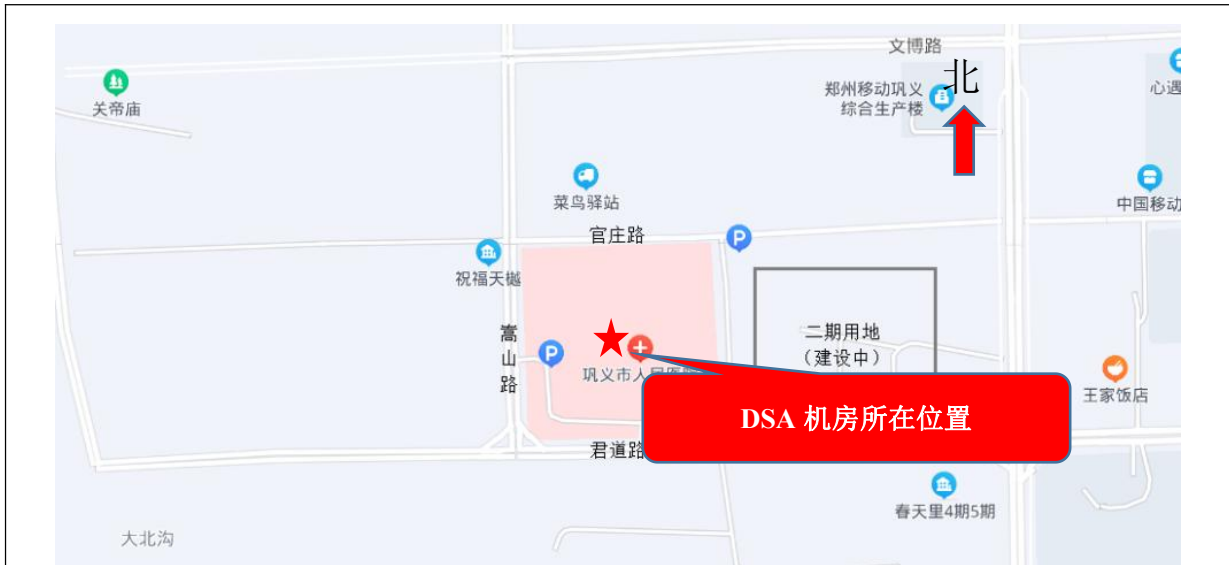 文博路
北
关帝庙
郑州移动巩义
综合生产楼
心遇
菜鸟驿站
中国移动
官庄路
P
祝福天樾
嵩
山
路
P
二期用地
（建设中）
巩义市人民医院
王家饭店
DSA 机房所在位置
君道路
春天里4期5期
大北沟